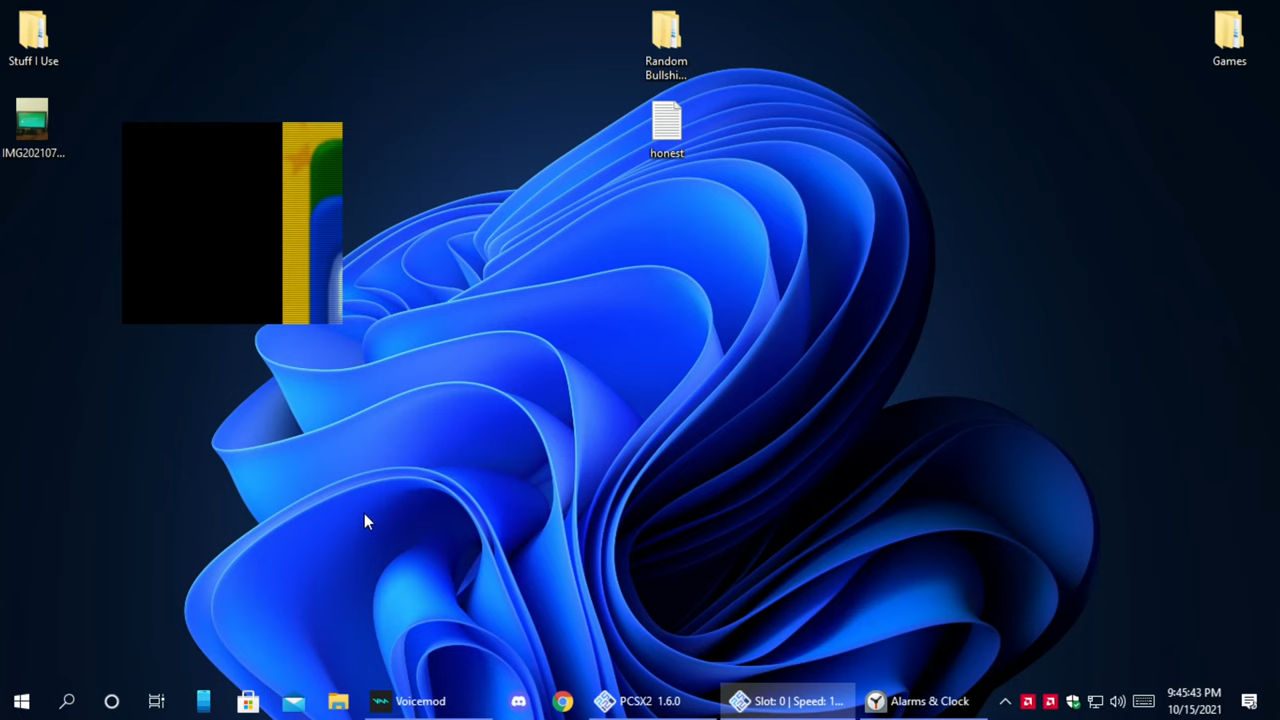 Stuff I Use
Random
Bullshi...
Games
IMG202107...
honest
Voicemod
PCSX2 1.6.0
Slot: 0 | Speed: 1...
Alarms & Clock
9:45:43 PM
10/15/2021